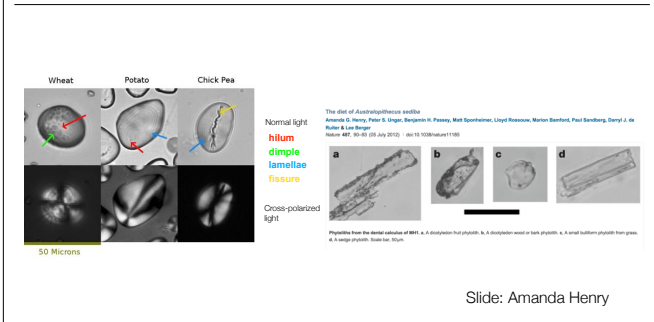 Wheat
Potato
Chick Pea
50 Microns
Normal light
hilum
dimple
lamellae
fissure
Cross-polarized
light
The diet of Australopithecus sediba
Amanda G. Henry, Peter S. Ungar, Benjamin H. Passey, Matt Sponheimer, Lloyd Rossouw, Marion Bamford, Paul Sandberg, Darryl J. de
Ruiter & Lee Berger
Nature 487, 90–93 (05 July 2012) | doi:10.1038/nature11185
a
b
c
d
Phytoliths from the dental calculus of MH1. a, A dicotyledon fruit phytolith. b, A dicotyledon wood or bark phytolith. c, A small bulliform phytolith from grass.
d, A sedge phytolith. Scale bar, 50μm.
Slide: Amanda Henry